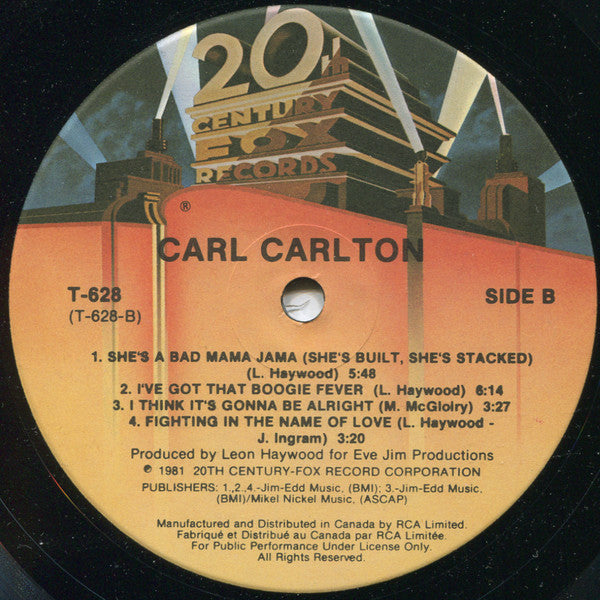 20th
CENTURY
FOX
RECORDS
®
CARL CARLTON
T-628
(T-628-B)
SIDE B
1. SHE'S A BAD MAMA JAMA (SHE'S BUILT, SHE'S STACKED)
(L. Haywood) 5:48
2. I'VE GOT THAT BOOGIE FEVER (L. Haywood) 6:14
3. I THINK IT'S GONNA BE ALRIGHT (M. McGlolry) 3:27
4. FIGHTING IN THE NAME OF LOVE (L. Haywood -
J. Ingram) 3:20
Produced by Leon Haywood for Eve Jim Productions
℗ 1981 20TH CENTURY-FOX RECORD CORPORATION
PUBLISHERS: 1.,2.,4.-Jim-Edd Music, (BMI); 3.-Jim-Edd Music,
(BMI)/Mikel Nickel Music, (ASCAP)
Manufactured and Distributed in Canada by RCA Limited.
Fabriqué et Distribué au Canada par RCA Limitée.
For Public Performance Under License Only.
All Rights Reserved.